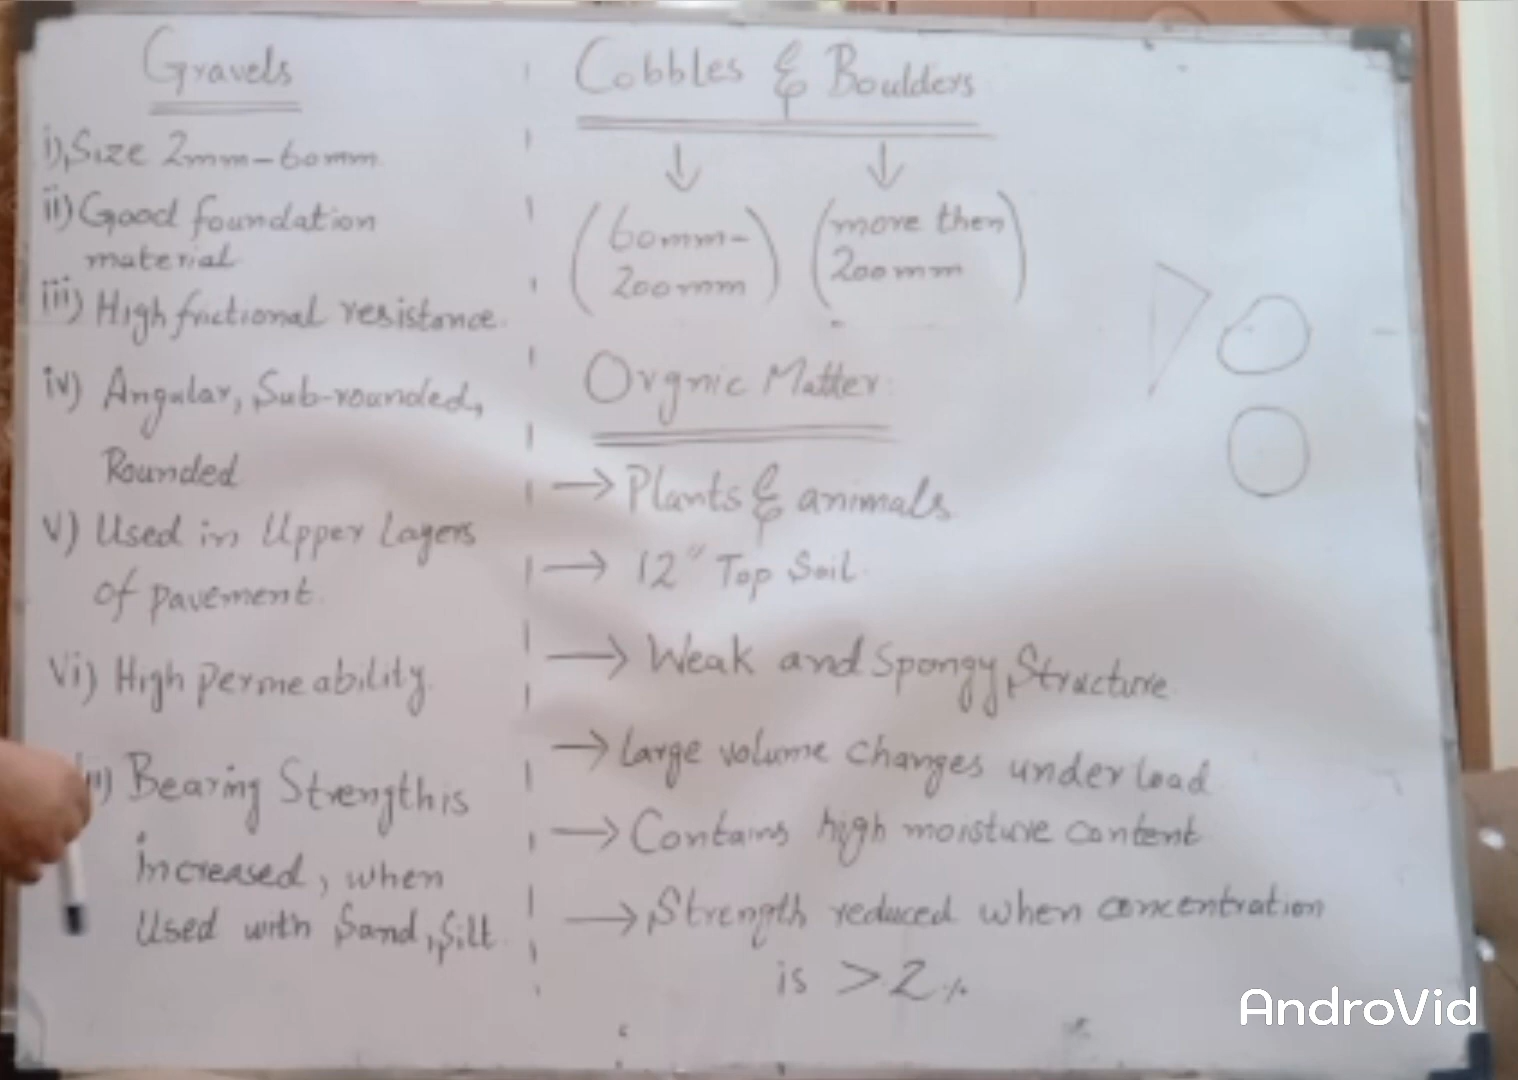 Gravels
i) Size 2mm-60mm
ii) Good foundation
material
iii) High frictional resistance.
iv) Angular, Sub-rounded,
Rounded
v) Used in Upper Layers
of pavement.
vi) High permeability.
Bearing Strength is
increased, when
Used with Sand, Silt.
Cobbles & Boulders
(60mm- (more then
200mm) 200mm)
Orgnic Matter
→ Plants & animals
→ 12" Top Soil.
→ Weak and Spongy Structure
→ Large volume changes under load
→ Contains high moisture content
→ Strength reduced when concentration
is >2%
AndroVid